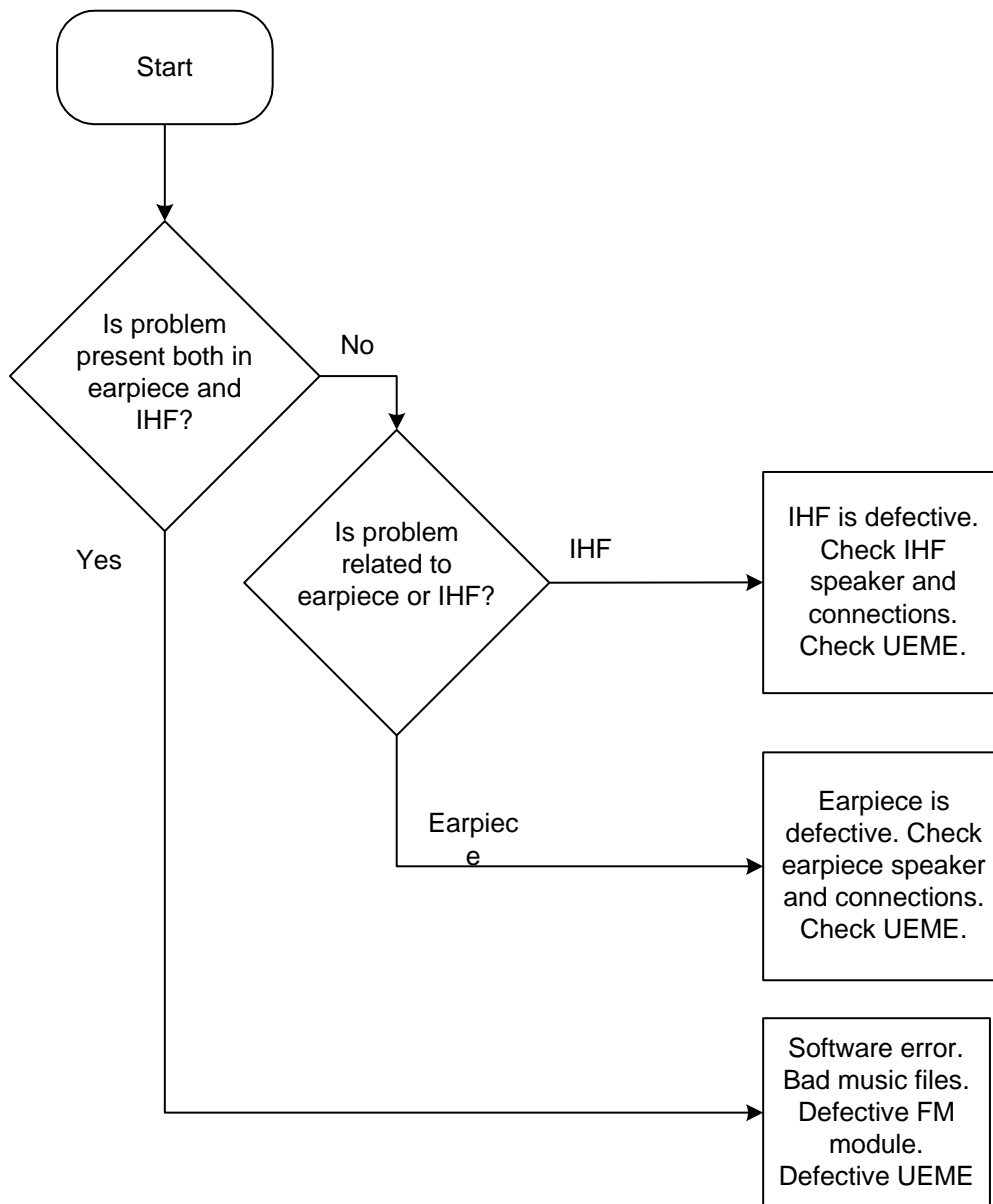 Start
Is problem
present both in
earpiece and
IHF?
No
Yes
Is problem
related to
earpiece or IHF?
IHF
IHF is defective.
Check IHF
speaker and
connections.
Check UEME.
Earpiec
e
Earpiece is
defective. Check
earpiece speaker
and connections.
Check UEME.
Software error.
Bad music files.
Defective FM
module.
Defective UEME